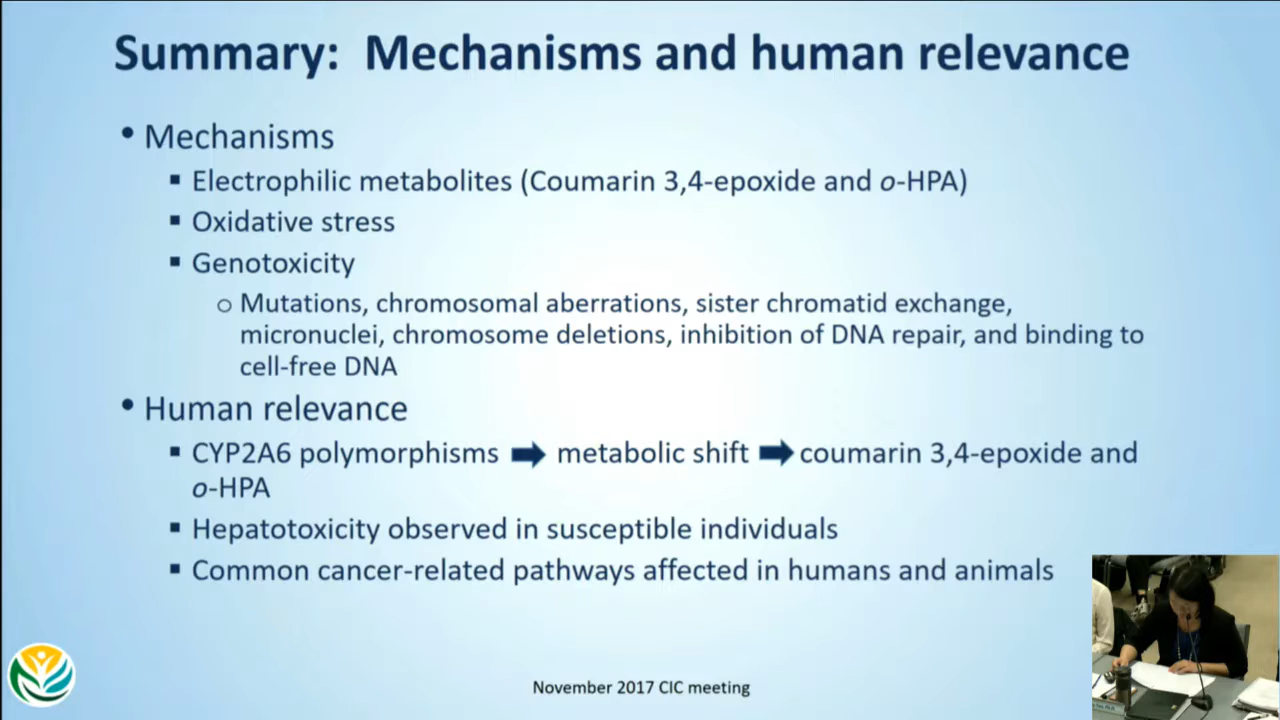 Summary: Mechanisms and human relevance
• Mechanisms
▪ Electrophilic metabolites (Coumarin 3,4-epoxide and o-HPA)
▪ Oxidative stress
▪ Genotoxicity
○ Mutations, chromosomal aberrations, sister chromatid exchange,
micronuclei, chromosome deletions, inhibition of DNA repair, and binding to
cell-free DNA
• Human relevance
▪ CYP2A6 polymorphisms ➡ metabolic shift ➡ coumarin 3,4-epoxide and
o-HPA
▪ Hepatotoxicity observed in susceptible individuals
▪ Common cancer-related pathways affected in humans and animals
November 2017 CIC meeting